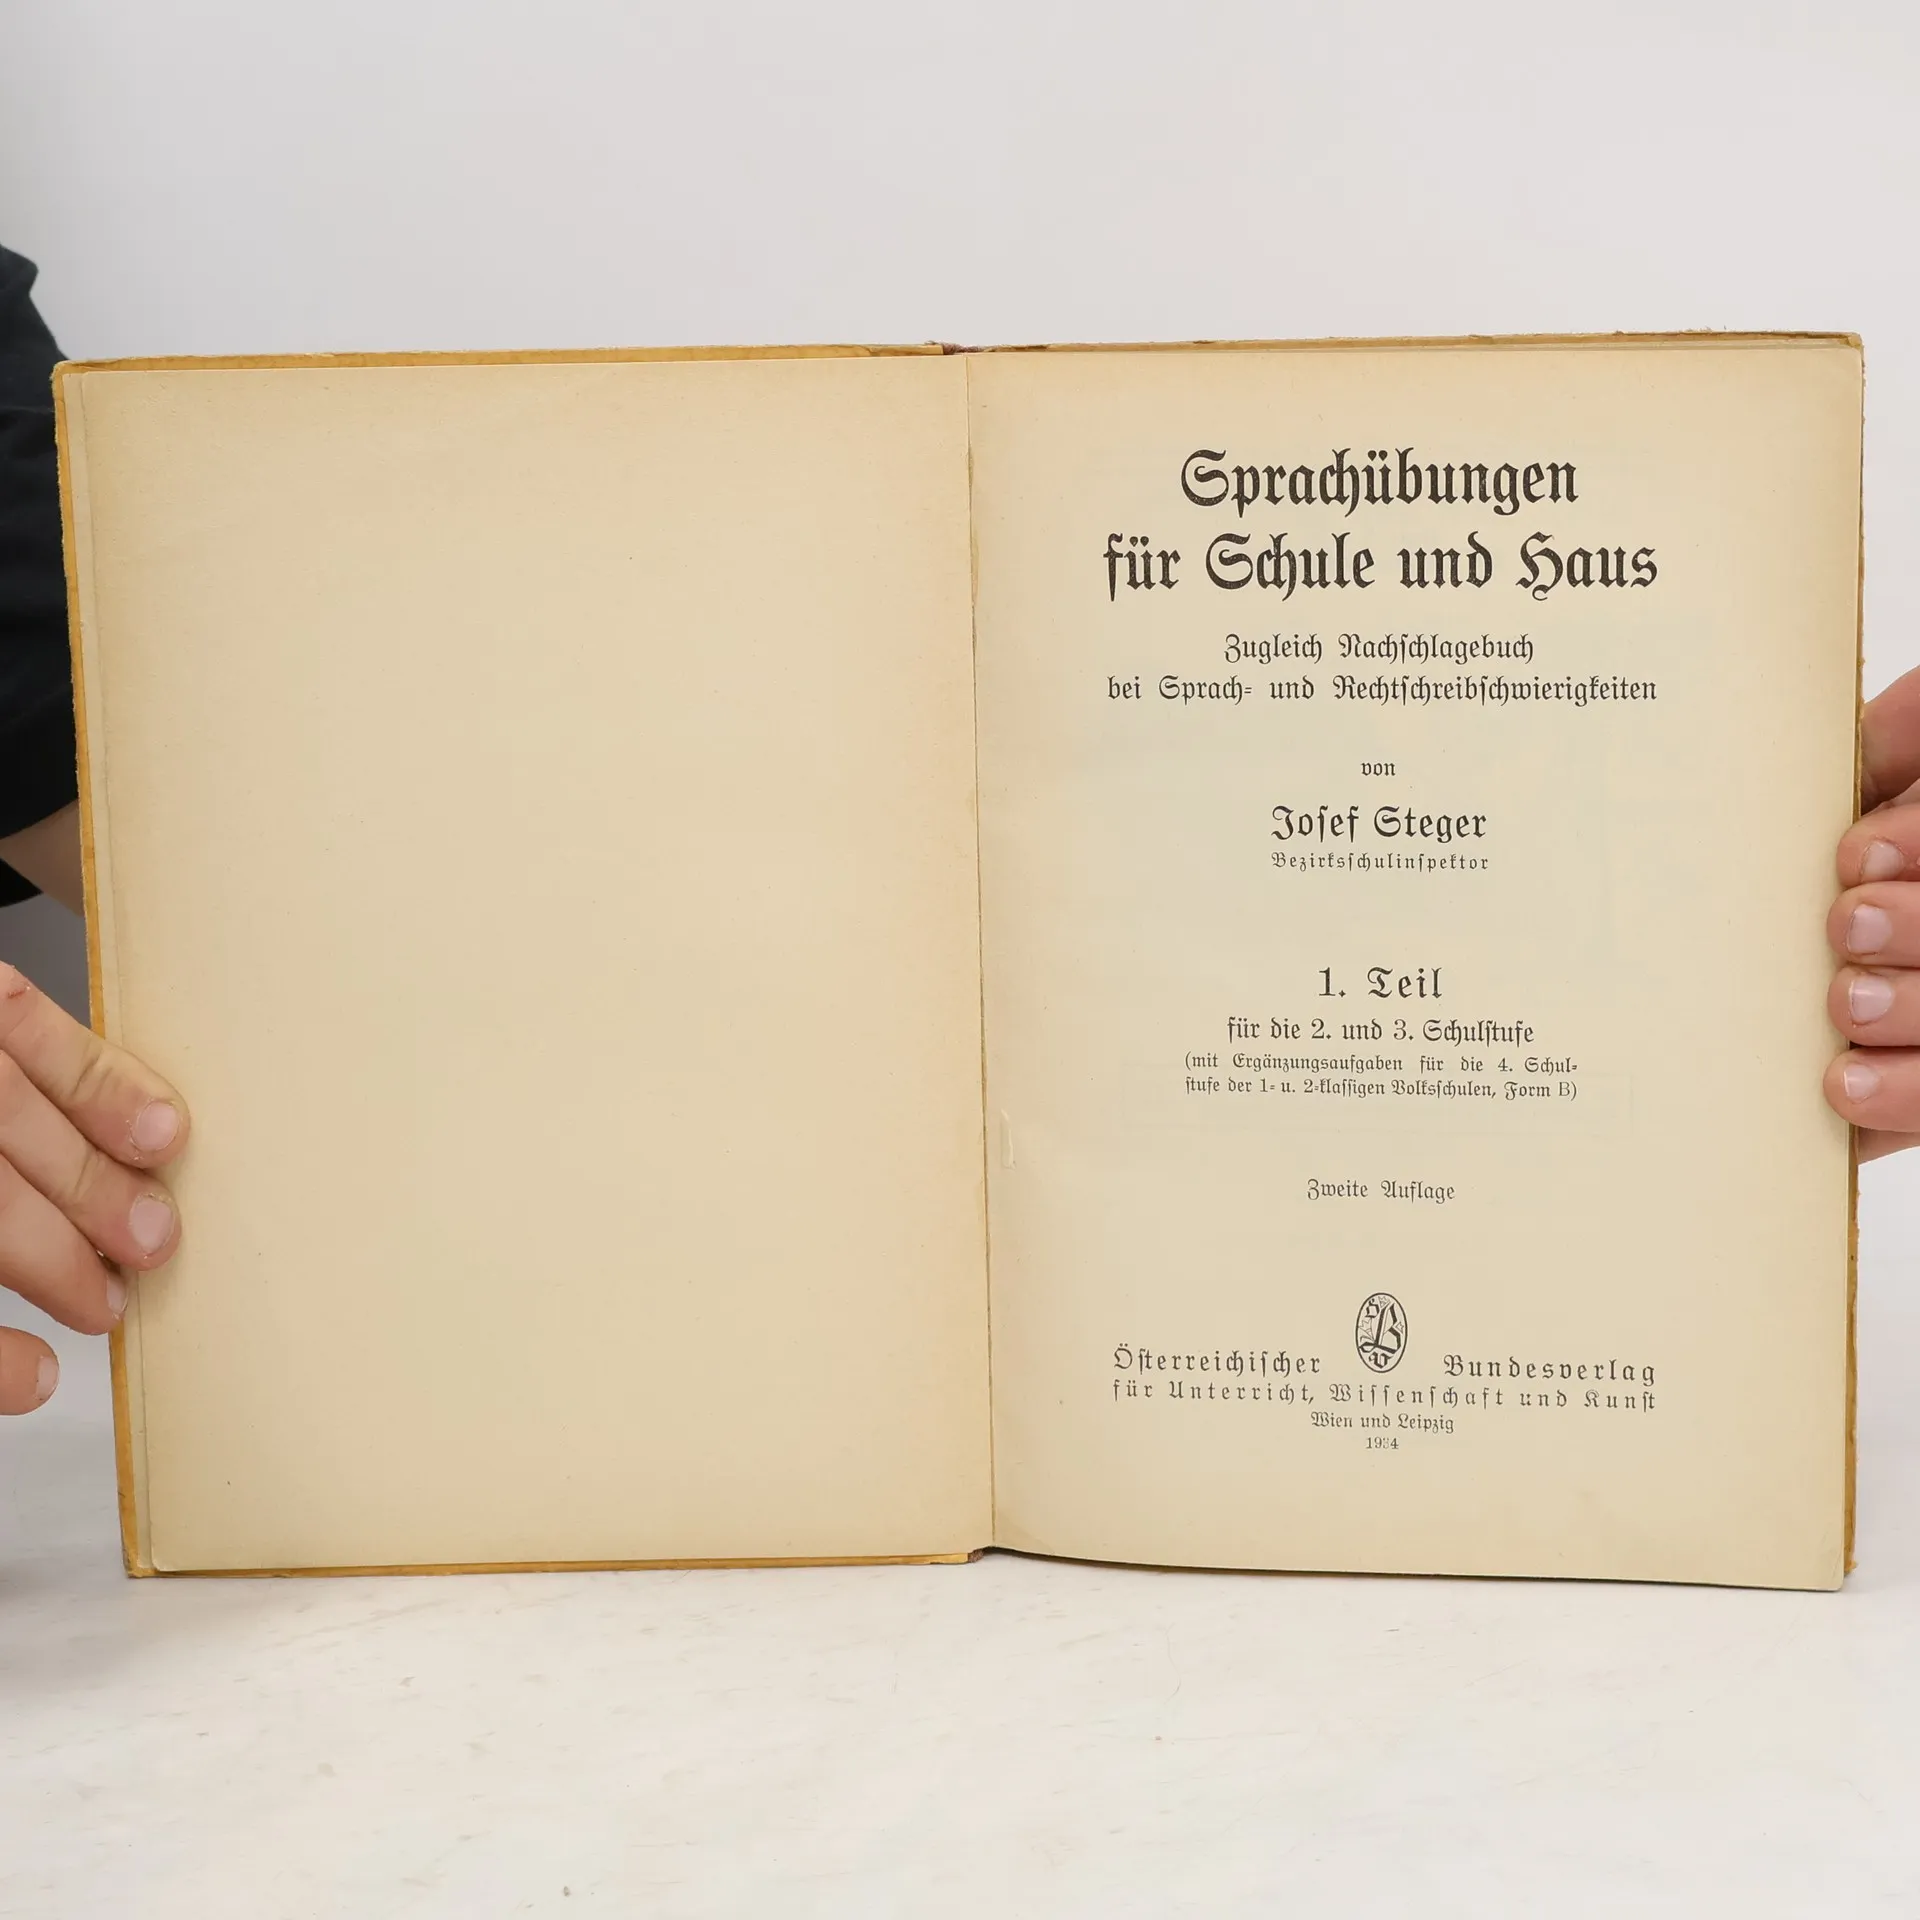 Sprachübungen
für Schule und Haus
Zugleich Nachschlagebuch
bei Sprach- und Rechtschreibschwierigkeiten
von
Josef Steger
Bezirksschulinspektor
1. Teil
für die 2. und 3. Schulstufe
(mit Ergänzungsaufgaben für die 4. Schul-
stufe der 1- u. 2-klassigen Volksschulen, Form B)
Zweite Auflage
Österreichischer Bundesverlag
für Unterricht, Wissenschaft und Kunst
Wien und Leipzig
1934